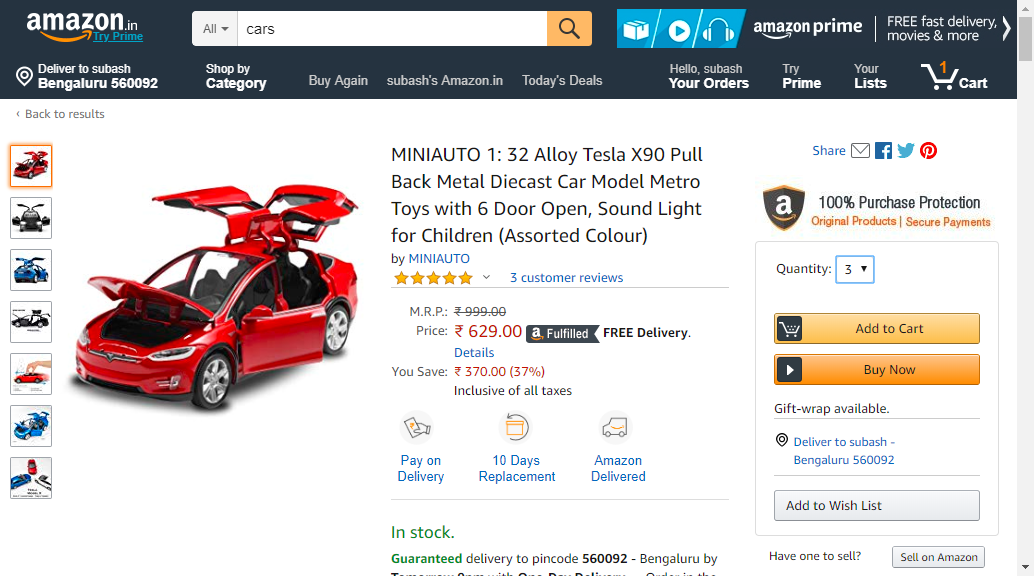 amazon.in
Try Prime
All
cars
amazon prime
FREE fast delivery,
movies & more
Deliver to subash
Bengaluru 560092
Shop by
Category
Buy Again
subash's Amazon.in
Today's Deals
Hello, subash
Your Orders
Try
Prime
Your
Lists
1
Cart
‹ Back to results
MINIAUTO 1: 32 Alloy Tesla X90 Pull
Back Metal Diecast Car Model Metro
Toys with 6 Door Open, Sound Light
for Children (Assorted Colour)
by MINIAUTO
3 customer reviews
M.R.P.: ₹ 999.00
Price: ₹ 629.00 a Fulfilled FREE Delivery.
Details
You Save: ₹ 370.00 (37%)
Inclusive of all taxes
Pay on
Delivery
10 Days
Replacement
Amazon
Delivered
In stock.
Guaranteed delivery to pincode 560092 - Bengaluru by
Share
a
100% Purchase Protection
Original Products | Secure Payments
Quantity: 3
Add to Cart
Buy Now
Gift-wrap available.
Deliver to subash -
Bengaluru 560092
Add to Wish List
Have one to sell?
Sell on Amazon